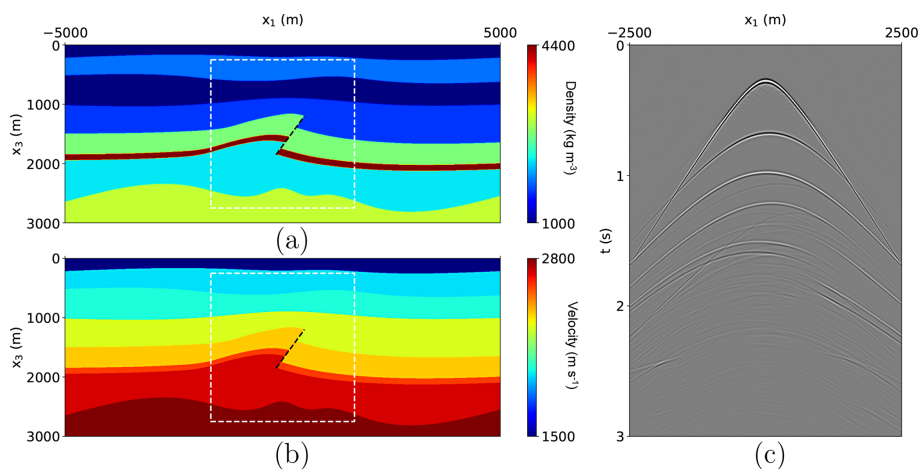 x₁ (m)
−5000 5000
0
1000
2000
3000
x₃ (m)
4400
Density (kg m⁻³)
1000
(a)
0
1000
2000
3000
x₃ (m)
2800
Velocity (m s⁻¹)
1500
(b)
x₁ (m)
−2500 2500
0
1
2
3
t (s)
(c)